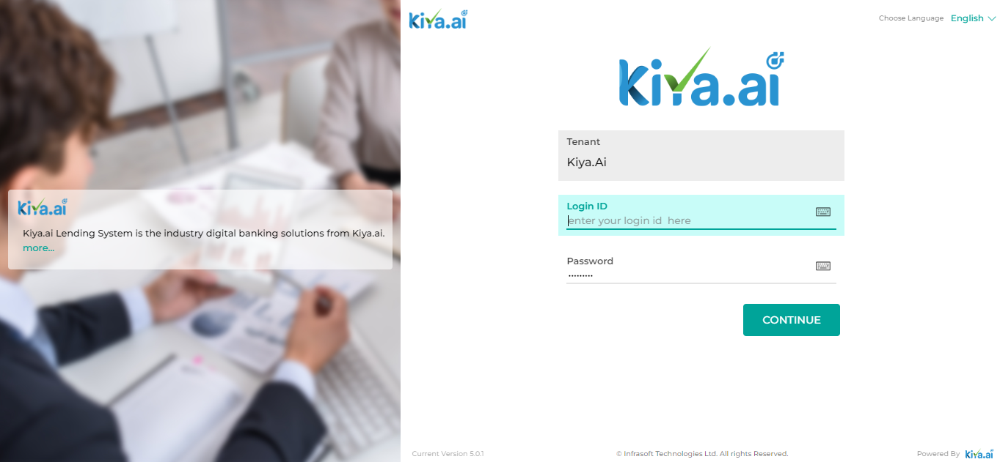 Kiya.ai
Kiya.ai Lending System is the industry digital banking solutions from Kiya.ai.
more...
Kiya.ai
Choose Language English
Kiya.ai
Tenant
Kiya.Ai
Login ID
enter your login id  here
Password
.........
CONTINUE
Current Version 5.0.1
© Infrasoft Technologies Ltd. All rights Reserved.
Powered By Kiya.ai